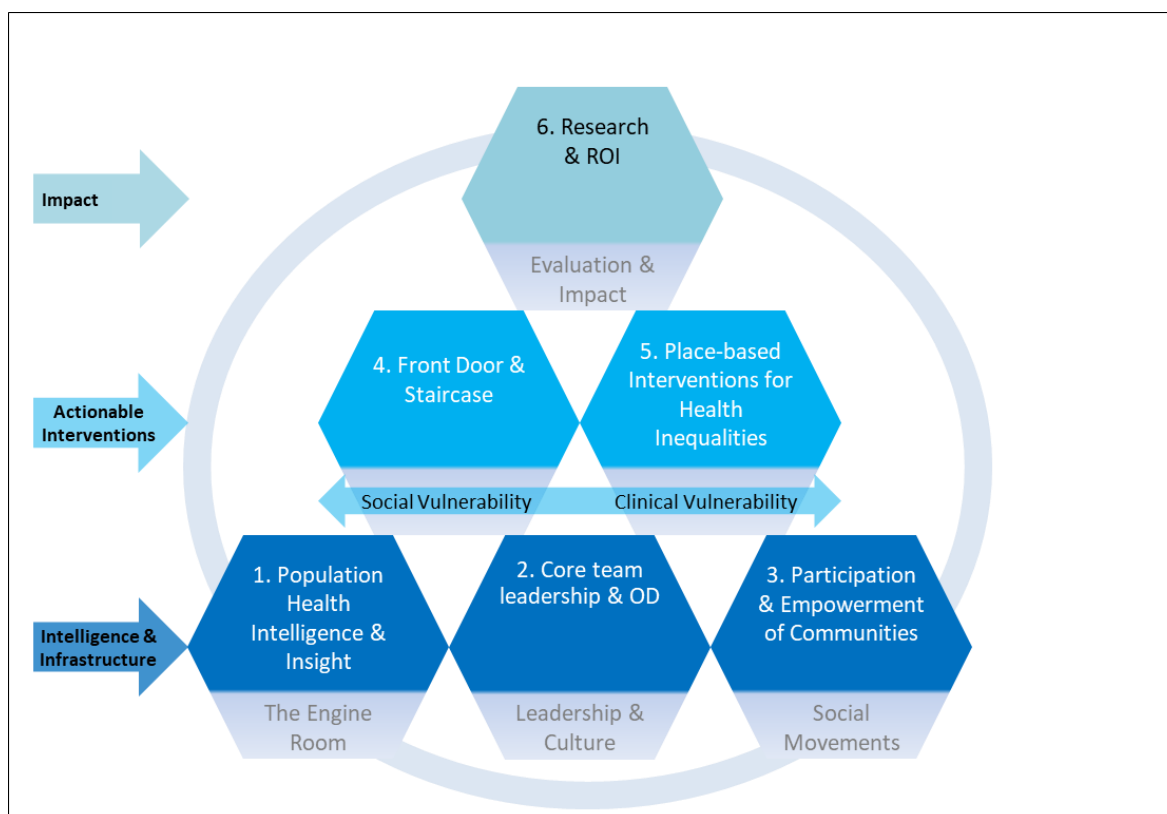 6. Research
& ROI
Impact
Evaluation &
Impact
4. Front Door &
Staircase
5. Place-based
Interventions for
Health
Inequalities
Actionable
Interventions
Social Vulnerability
Clinical Vulnerability
1. Population
Health
Intelligence &
Insight
2. Core team
leadership & OD
3. Participation
& Empowerment
of Communities
Intelligence &
Infrastructure
The Engine
Room
Leadership &
Culture
Social
Movements